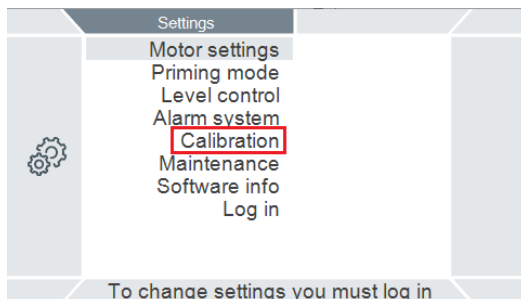 Settings
Motor settings
Priming mode
Level control
Alarm system
Calibration
Maintenance
Software info
Log in
To change settings you must log in